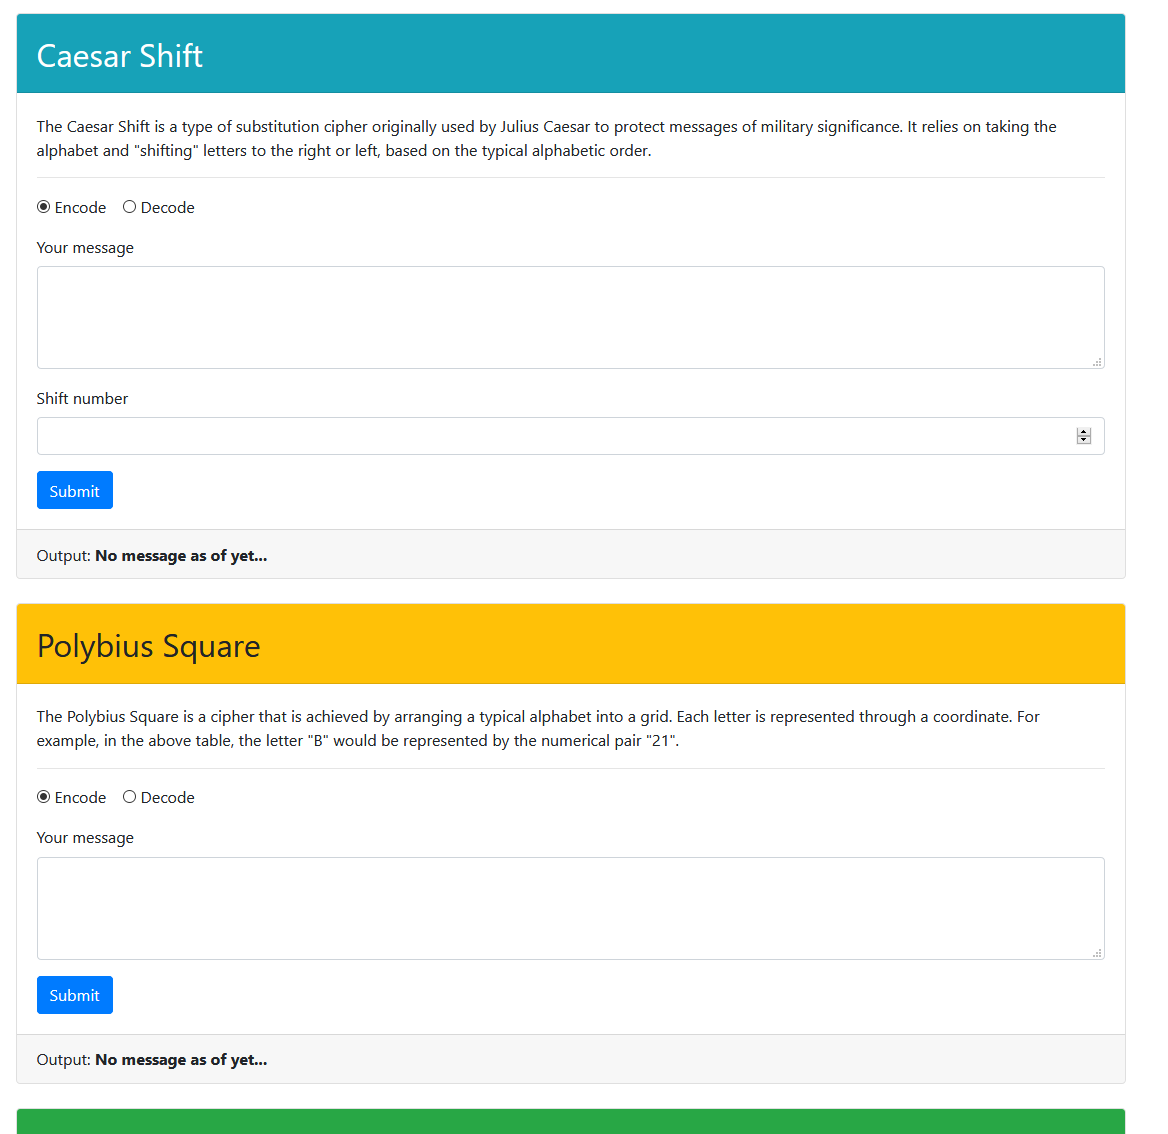 Caesar Shift
The Caesar Shift is a type of substitution cipher originally used by Julius Caesar to protect messages of military significance. It relies on taking the
alphabet and "shifting" letters to the right or left, based on the typical alphabetic order.
Encode Decode
Your message
Shift number
Submit
Output: No message as of yet...
Polybius Square
The Polybius Square is a cipher that is achieved by arranging a typical alphabet into a grid. Each letter is represented through a coordinate. For
example, in the above table, the letter "B" would be represented by the numerical pair "21".
Encode Decode
Your message
Submit
Output: No message as of yet...